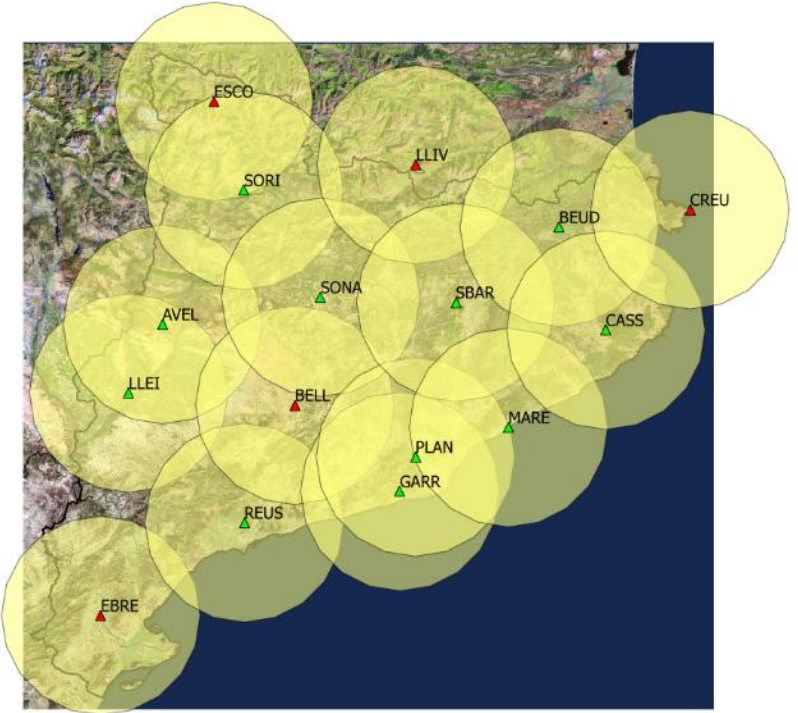 ESCO
LLIV
SORI
CREU
BEUD
SONA
SBAR
AVEL
CASS
LLEI
BELL
MARE
PLAN
GARR
REUS
EBRE